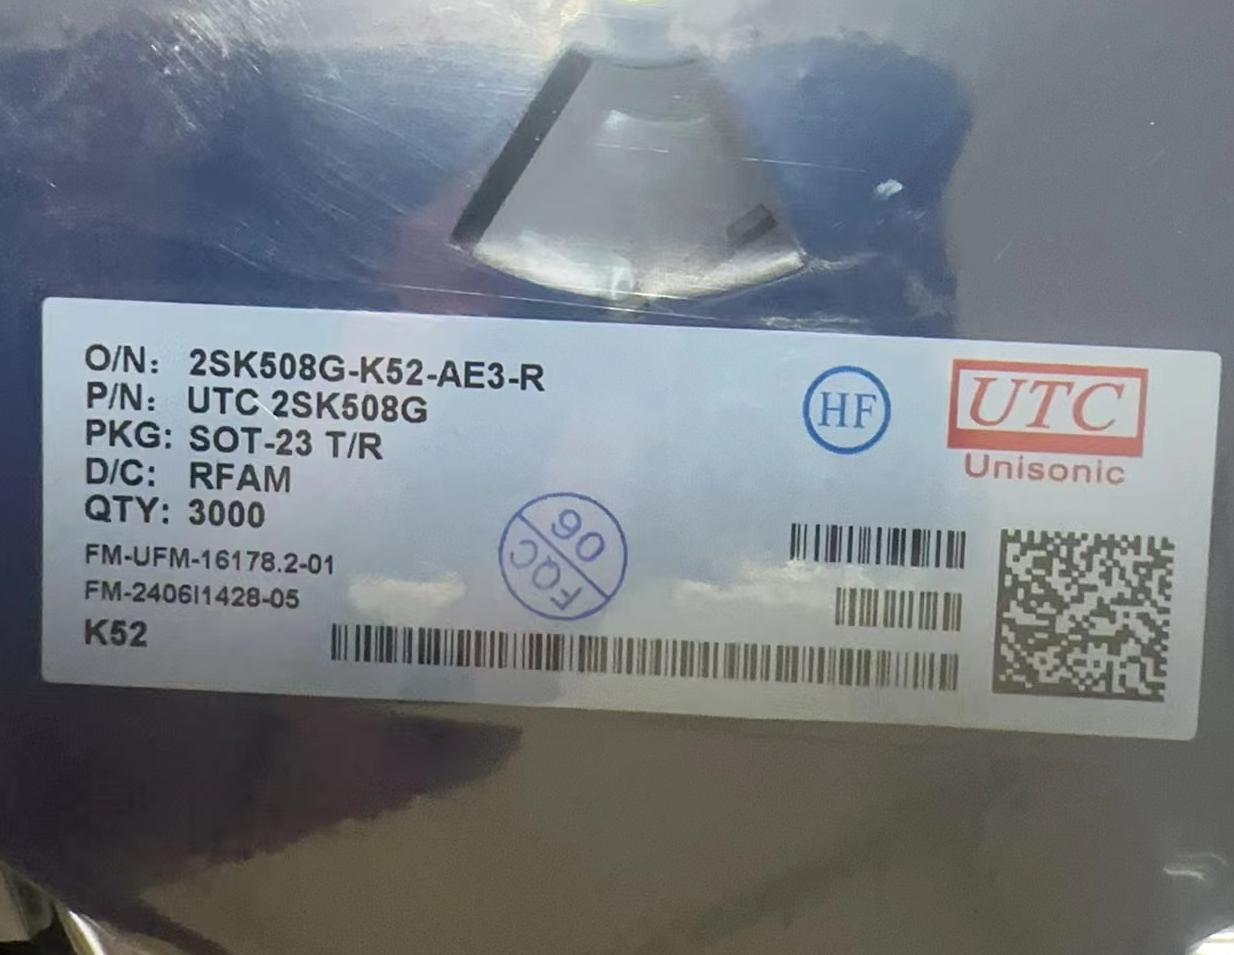 O/N: 2SK508G-K52-AE3-R
P/N: UTC 2SK508G
PKG: SOT-23 T/R
D/C: RFAM
QTY: 3000
FM-UFM-16178.2-01
FM-2406I1428-05
K52
HF
UTC
Unisonic
FQC
06